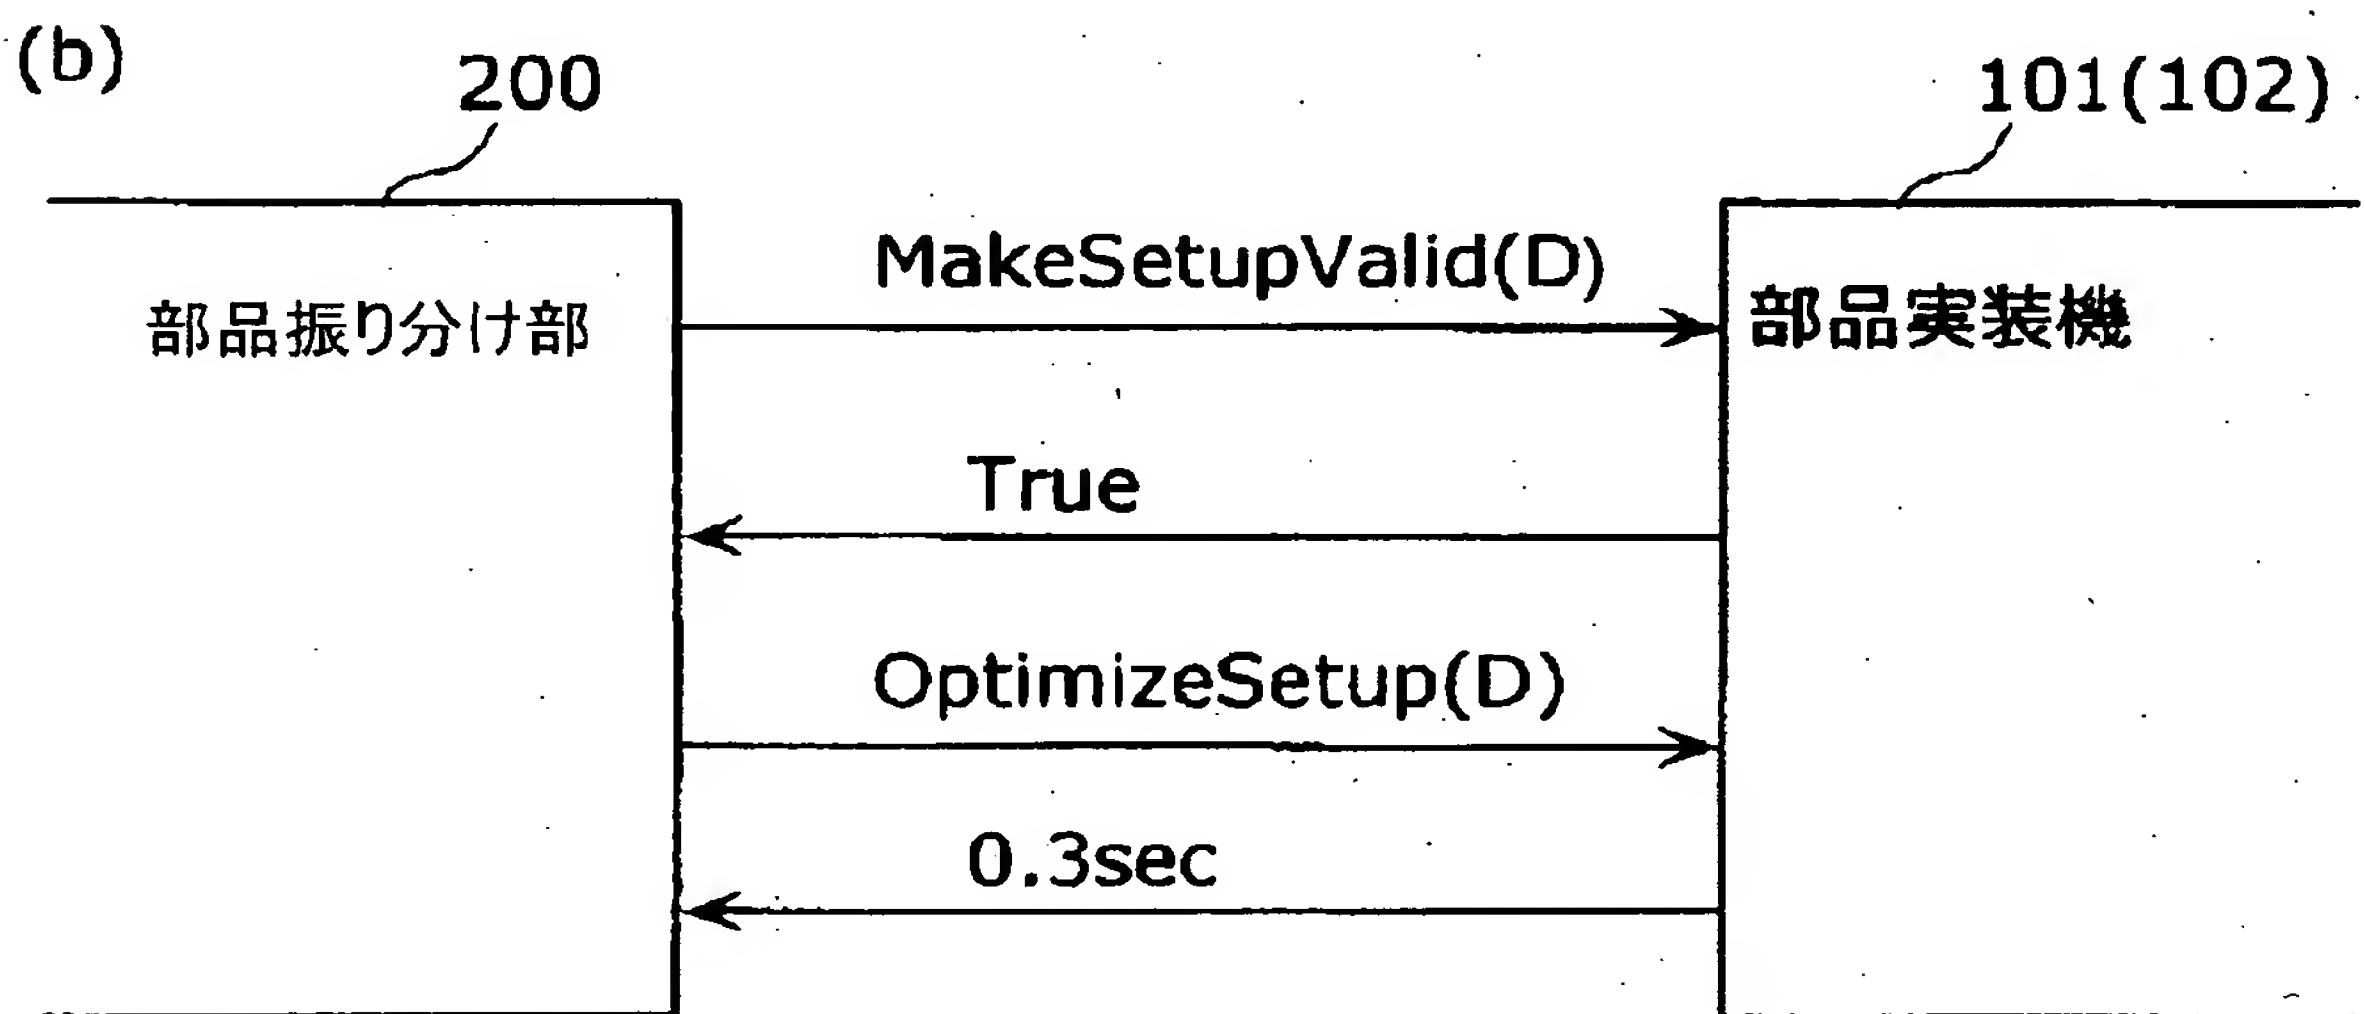 (b)
200
101(102)
MakeSetupValid(D)
部品振り分け部
部品実装機
True
OptimizeSetup(D)
0.3sec